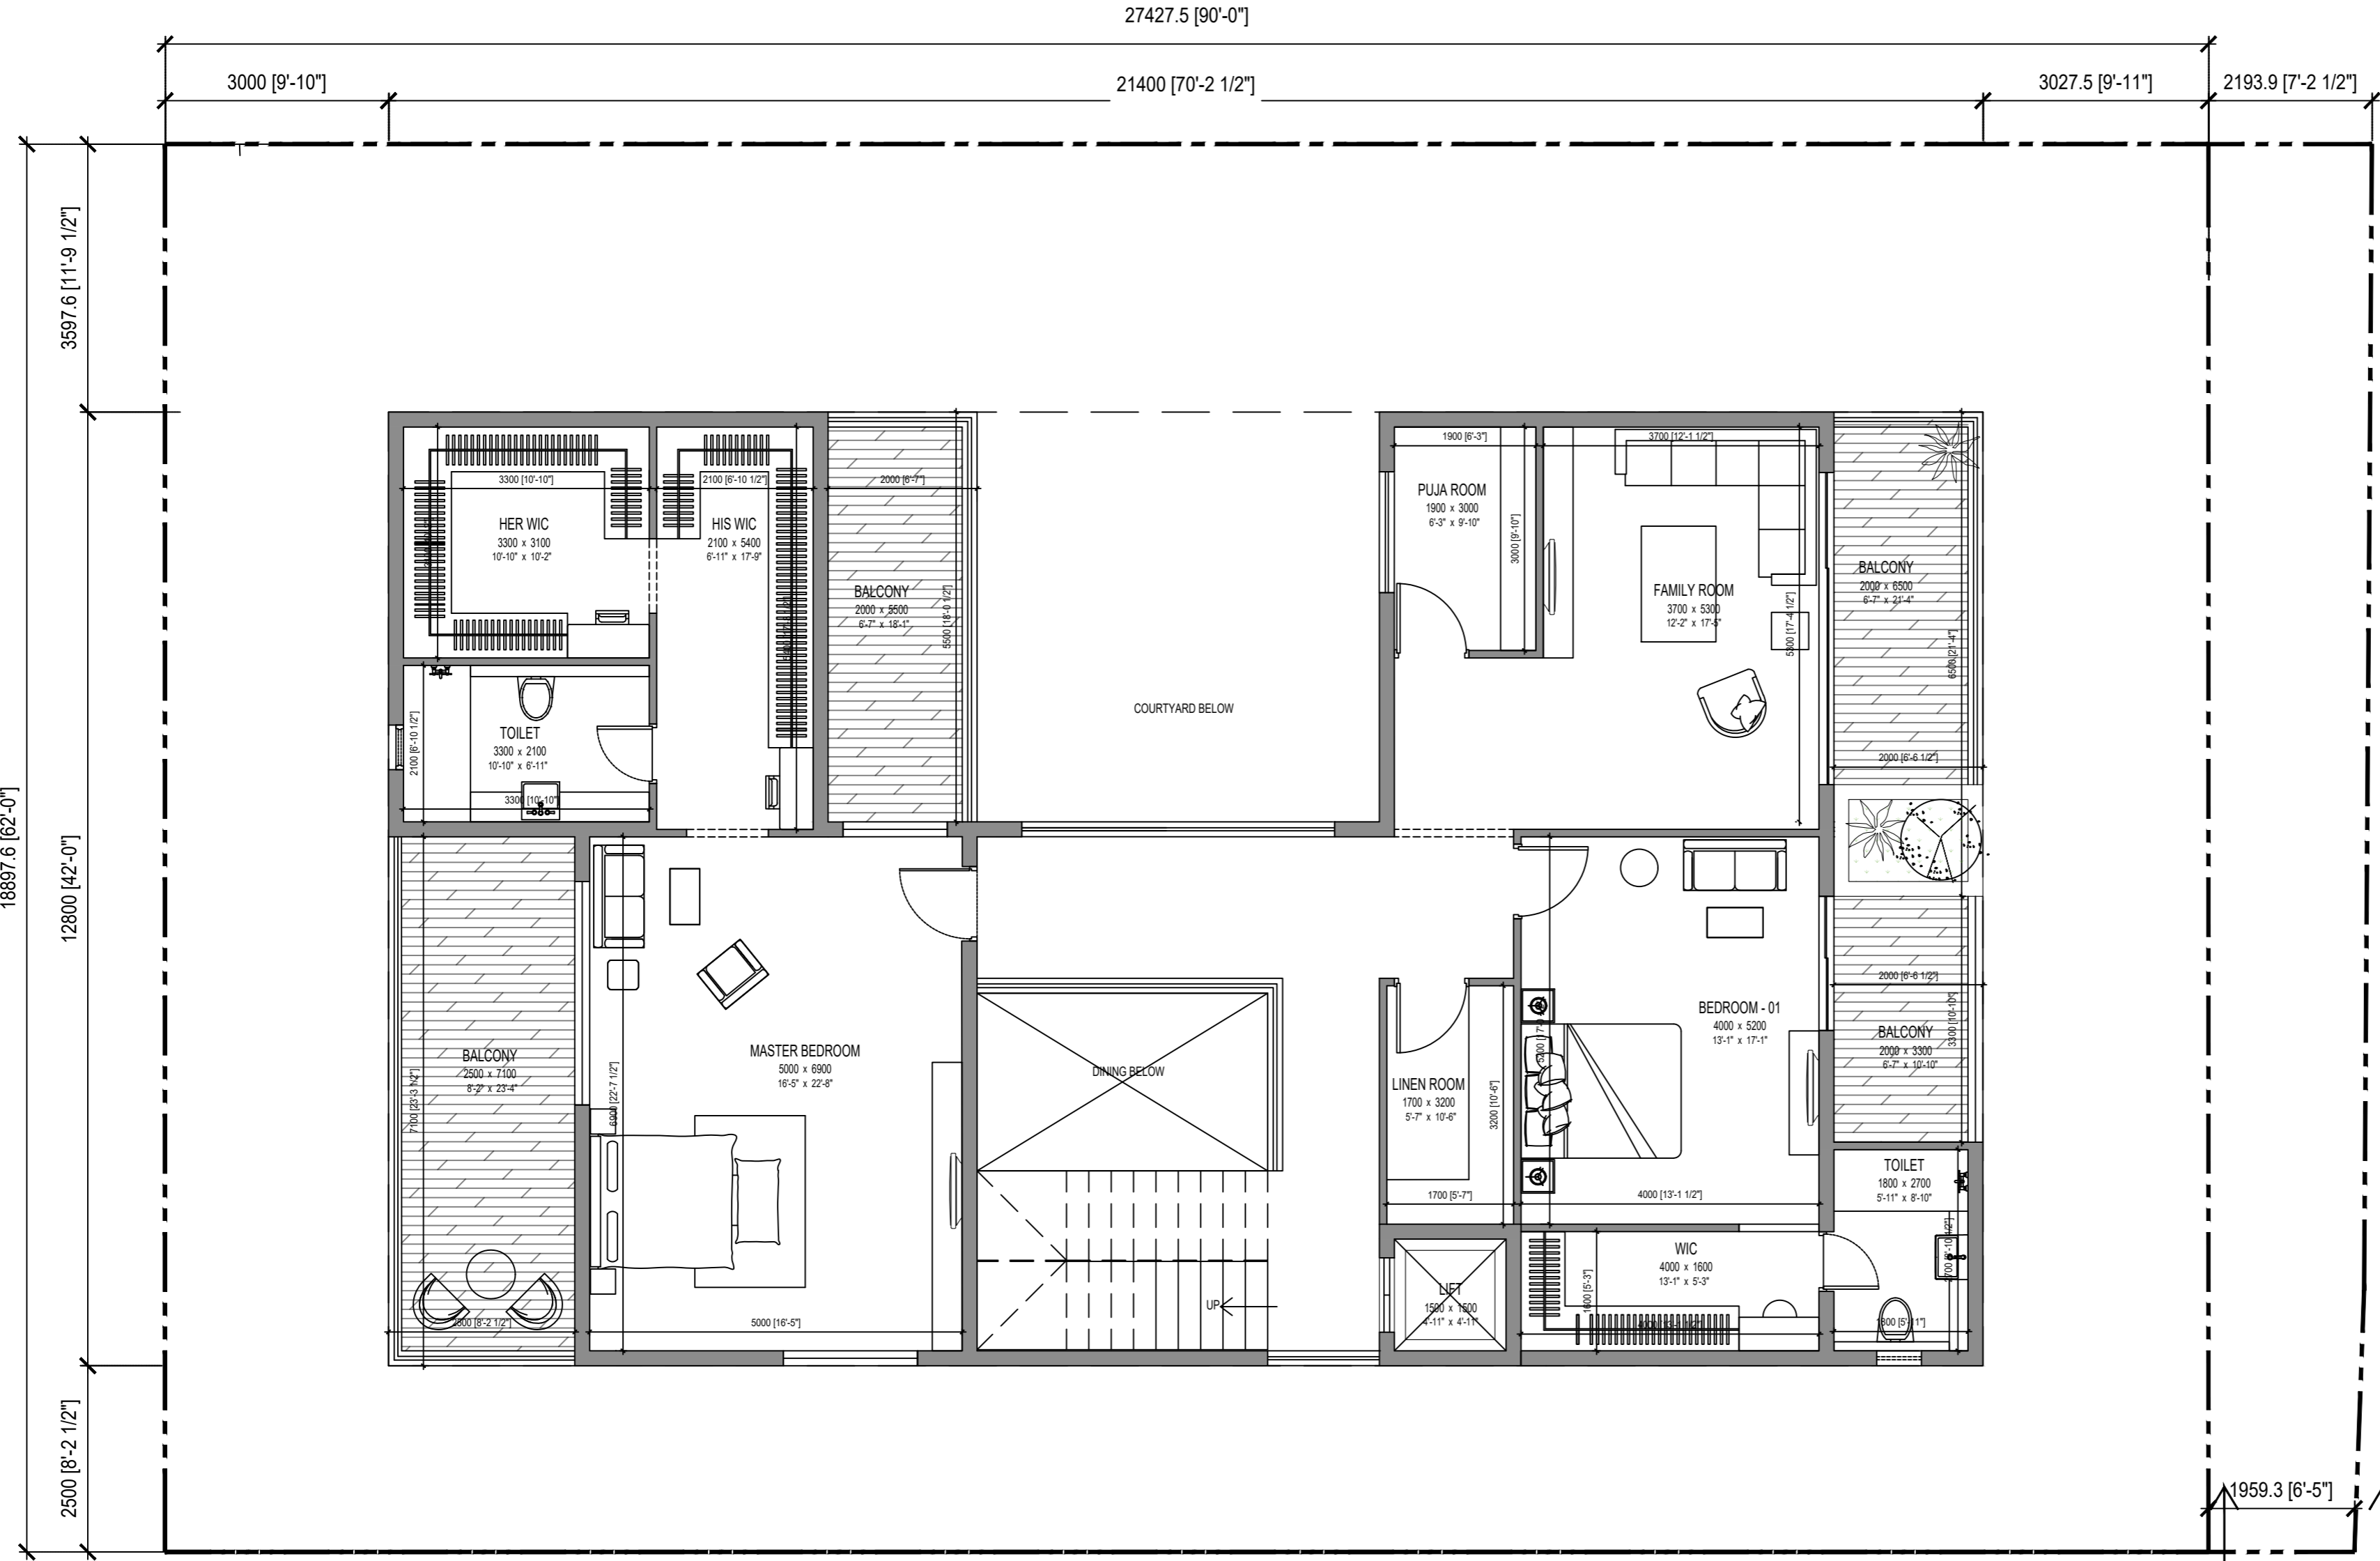 27427.5 [90'-0"]
3000 [9'-10"]
21400 [70'-2 1/2"]
3027.5 [9'-11"]
2193.9 [7'-2 1/2"]
3597.6 [11'-9 1/2"]
18897.6 [62'-0"]
12800 [42'-0"]
2500 [8'-2 1/2"]
1959.3 [6'-5"]
3300 [10'-10"]
HER WIC
3300 x 3100
10'-10" x 10'-2"
2100 [6'-10 1/2"]
HIS WIC
2100 x 5400
6'-11" x 17'-9"
2000 [6'-7"]
BALCONY
2000 x 5500
6'-7" x 18'-1"
5500 [18'-0 1/2"]
TOILET
3300 x 2100
10'-10" x 6'-11"
2100 [6'-10 1/2"]
3300 [10'-10"]
COURTYARD BELOW
1900 [6'-3"]
PUJA ROOM
1900 x 3000
6'-3" x 9'-10"
3000 [9'-10"]
3700 [12'-1 1/2"]
FAMILY ROOM
3700 x 5300
12'-2" x 17'-5"
5300 [17'-4 1/2"]
BALCONY
2000 x 6500
6'-7" x 21'-4"
6500 [21'-4"]
2000 [6'-6 1/2"]
BALCONY
2500 x 7100
8'-2" x 23'-4"
7100 [23'-3 1/2"]
2500 [8'-2 1/2"]
MASTER BEDROOM
5000 x 6900
16'-5" x 22'-8"
6900 [22'-7 1/2"]
5000 [16'-5"]
DINING BELOW
UP
LINEN ROOM
1700 x 3200
5'-7" x 10'-6"
3200 [10'-6"]
1700 [5'-7"]
BEDROOM - 01
4000 x 5200
13'-1" x 17'-1"
4000 [13'-1 1/2"]
2000 [6'-6 1/2"]
BALCONY
2000 x 3300
6'-7" x 10'-10"
3300 [10'-10"]
TOILET
1800 x 2700
5'-11" x 8'-10"
1800 [5'-11"]
WIC
4000 x 1600
13'-1" x 5'-3"
1600 [5'-3"]
4000 [13'-1 1/2"]
LIFT
1500 x 1500
4'-11" x 4'-11"